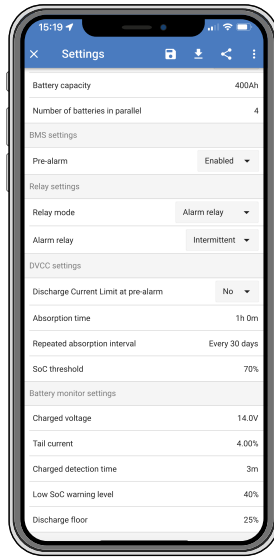 15:19
Settings
Battery capacity 400Ah
Number of batteries in parallel 4
BMS settings
Pre-alarm Enabled
Relay settings
Relay mode Alarm relay
Alarm relay Intermittent
DVCC settings
Discharge Current Limit at pre-alarm No
Absorption time 1h 0m
Repeated absorption interval Every 30 days
SoC threshold 70%
Battery monitor settings
Charged voltage 14.0V
Tail current 4.00%
Charged detection time 3m
Low SoC warning level 40%
Discharge floor 25%